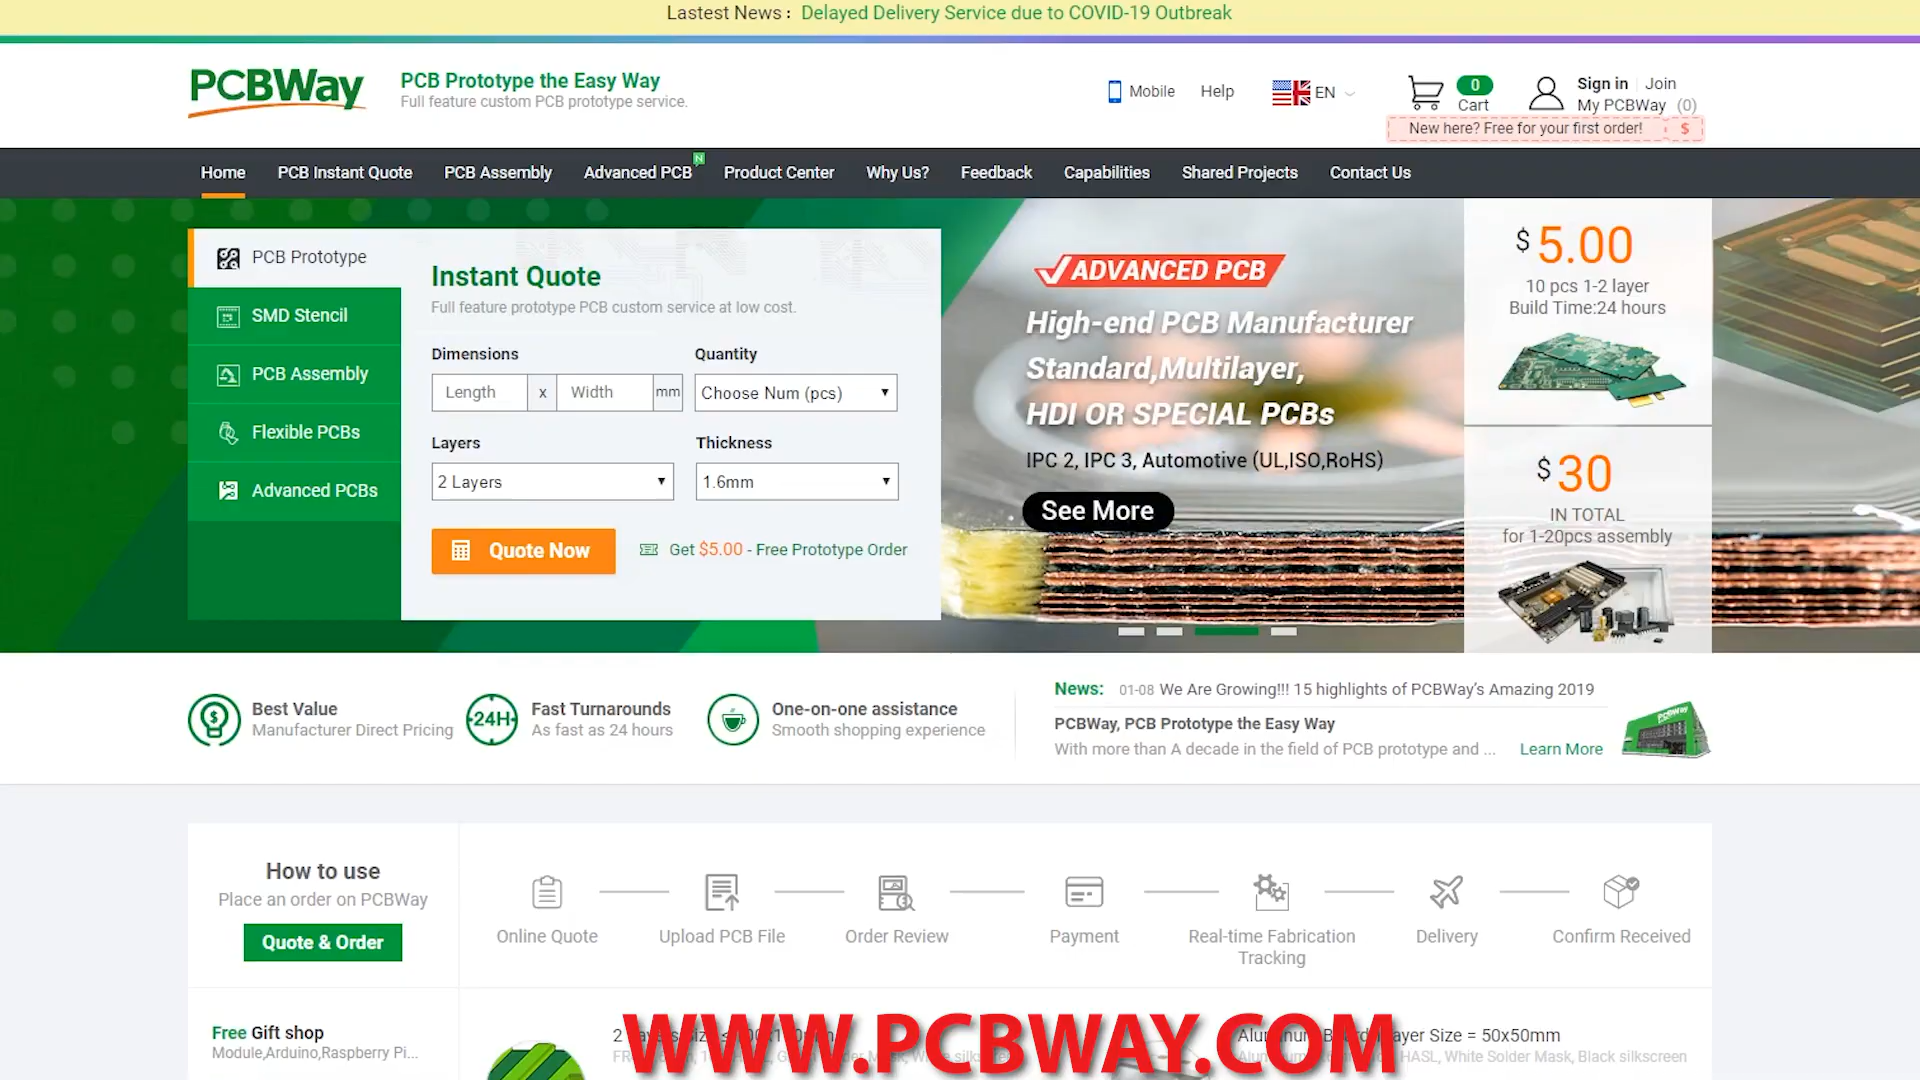 Lastest News : Delayed Delivery Service due to COVID-19 Outbreak
PCBWay
PCB Prototype the Easy Way
Full feature custom PCB prototype service.
Mobile
Help
EN
0
Cart
Sign in
Join
My PCBWay (0)
New here? Free for your first order! $
Home
PCB Instant Quote
PCB Assembly
Advanced PCB
N
Product Center
Why Us?
Feedback
Capabilities
Shared Projects
Contact Us
PCB Prototype
SMD Stencil
PCB Assembly
Flexible PCBs
Advanced PCBs
Instant Quote
Full feature prototype PCB custom service at low cost.
Dimensions
Quantity
Length x Width mm
Choose Num (pcs)
Layers
Thickness
2 Layers
1.6mm
Quote Now
Get $5.00 - Free Prototype Order
ADVANCED PCB
High-end PCB Manufacturer
Standard,Multilayer,
HDI OR SPECIAL PCBs
IPC 2, IPC 3, Automotive (UL,ISO,RoHS)
See More
$ 5.00
10 pcs 1-2 layer
Build Time:24 hours
$ 30
IN TOTAL
for 1-20pcs assembly
Best Value
Manufacturer Direct Pricing
24H
Fast Turnarounds
As fast as 24 hours
One-on-one assistance
Smooth shopping experience
News: 01-08 We Are Growing!!! 15 highlights of PCBWay's Amazing 2019
PCBWay, PCB Prototype the Easy Way
With more than A decade in the field of PCB prototype and ... Learn More
PCBWay
How to use
Place an order on PCBWay
Quote & Order
Online Quote
Upload PCB File
Order Review
Payment
Real-time Fabrication
Tracking
Delivery
Confirm Received
Free Gift shop
Module,Arduino,Raspberry Pi...
Layer Size = 50x50mm
HASL, White Solder Mask, Black silkscreen
WWW.PCBWAY.COM